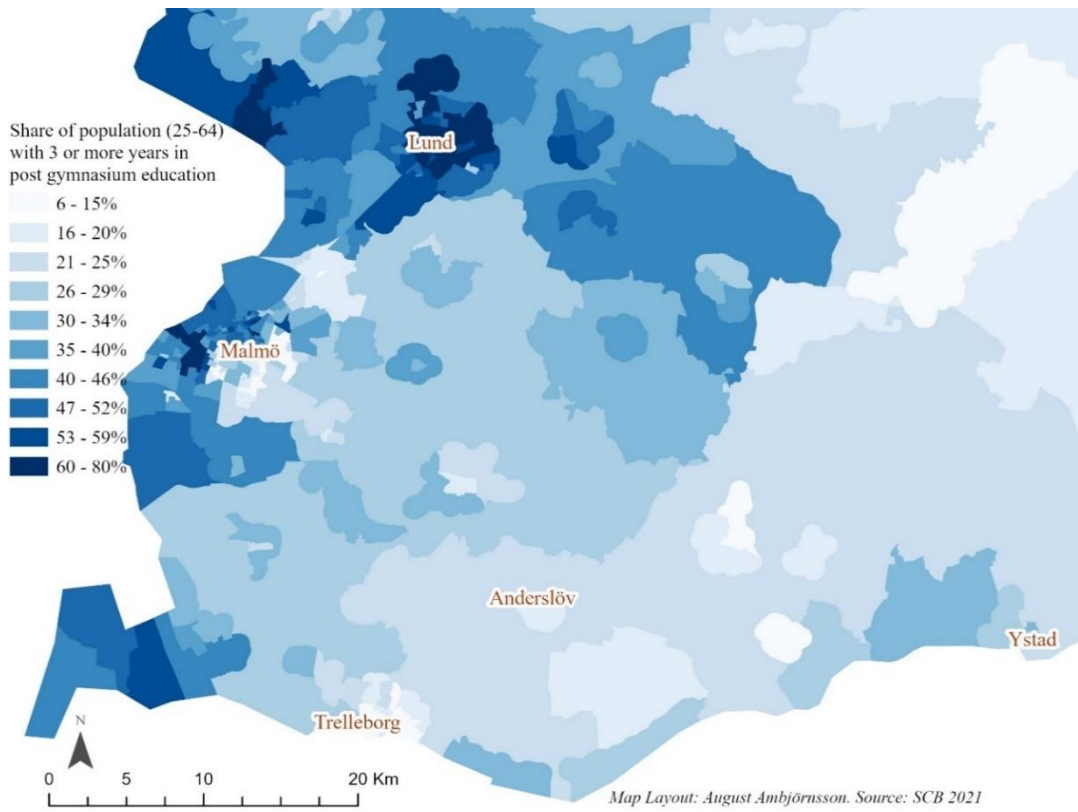 Share of population (25-64)
with 3 or more years in
post gymnasium education
6 - 15%
16 - 20%
21 - 25%
26 - 29%
30 - 34%
35 - 40%
40 - 46%
47 - 52%
53 - 59%
60 - 80%
Lund
Malmö
Anderslöv
Ystad
Trelleborg
N
0 5 10 20 Km
Map Layout: August Ambjörnsson. Source: SCB 2021